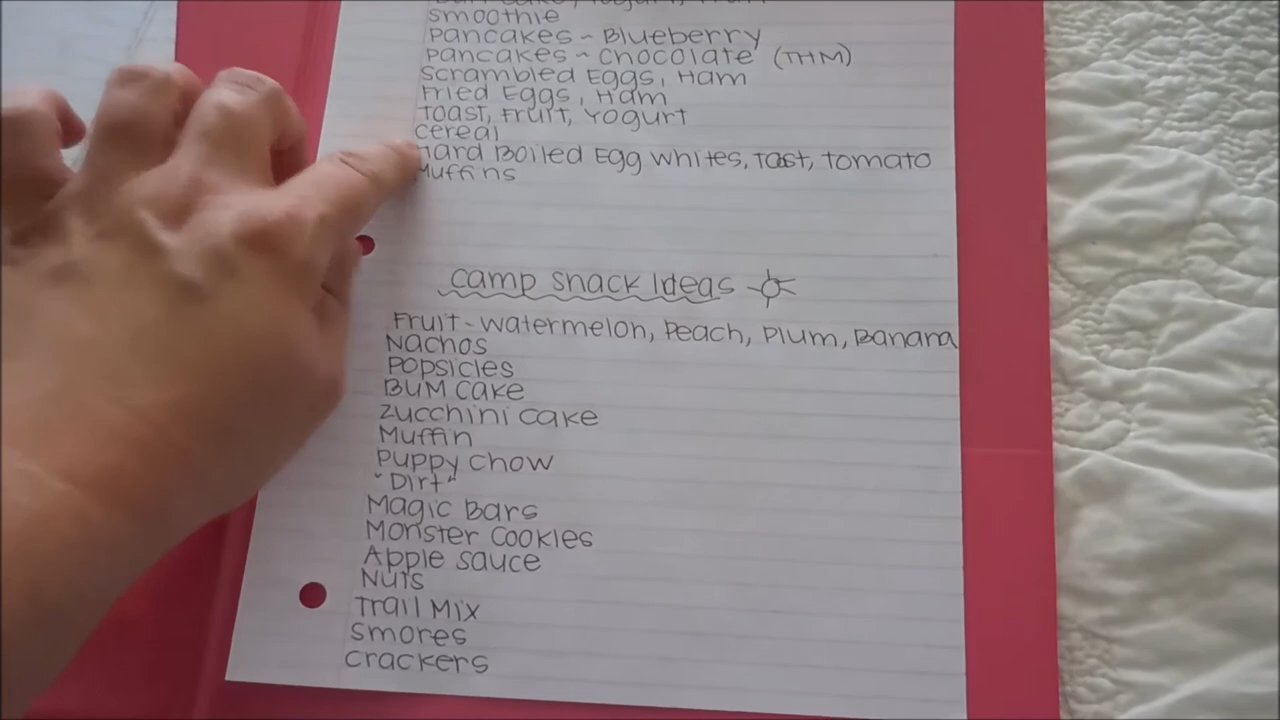 smoothie
Pancakes ~ Blueberry
Pancakes ~ Chocolate (THM)
Scrambled Eggs, Ham
Fried Eggs, Ham
Toast, Fruit, Yogurt
Cereal
Hard Boiled Egg Whites, Tost, Tomato
Muffins
Camp Snack Ideas
Fruit - Watermelon, Peach, Plum, Banana
Nachos
Popsicles
BUM Cake
Zucchini Cake
Muffin
Puppy Chow
"Dirt"
Magic Bars
Monster Cookies
Apple Sauce
Nuts
Trail Mix
Smores
Crackers